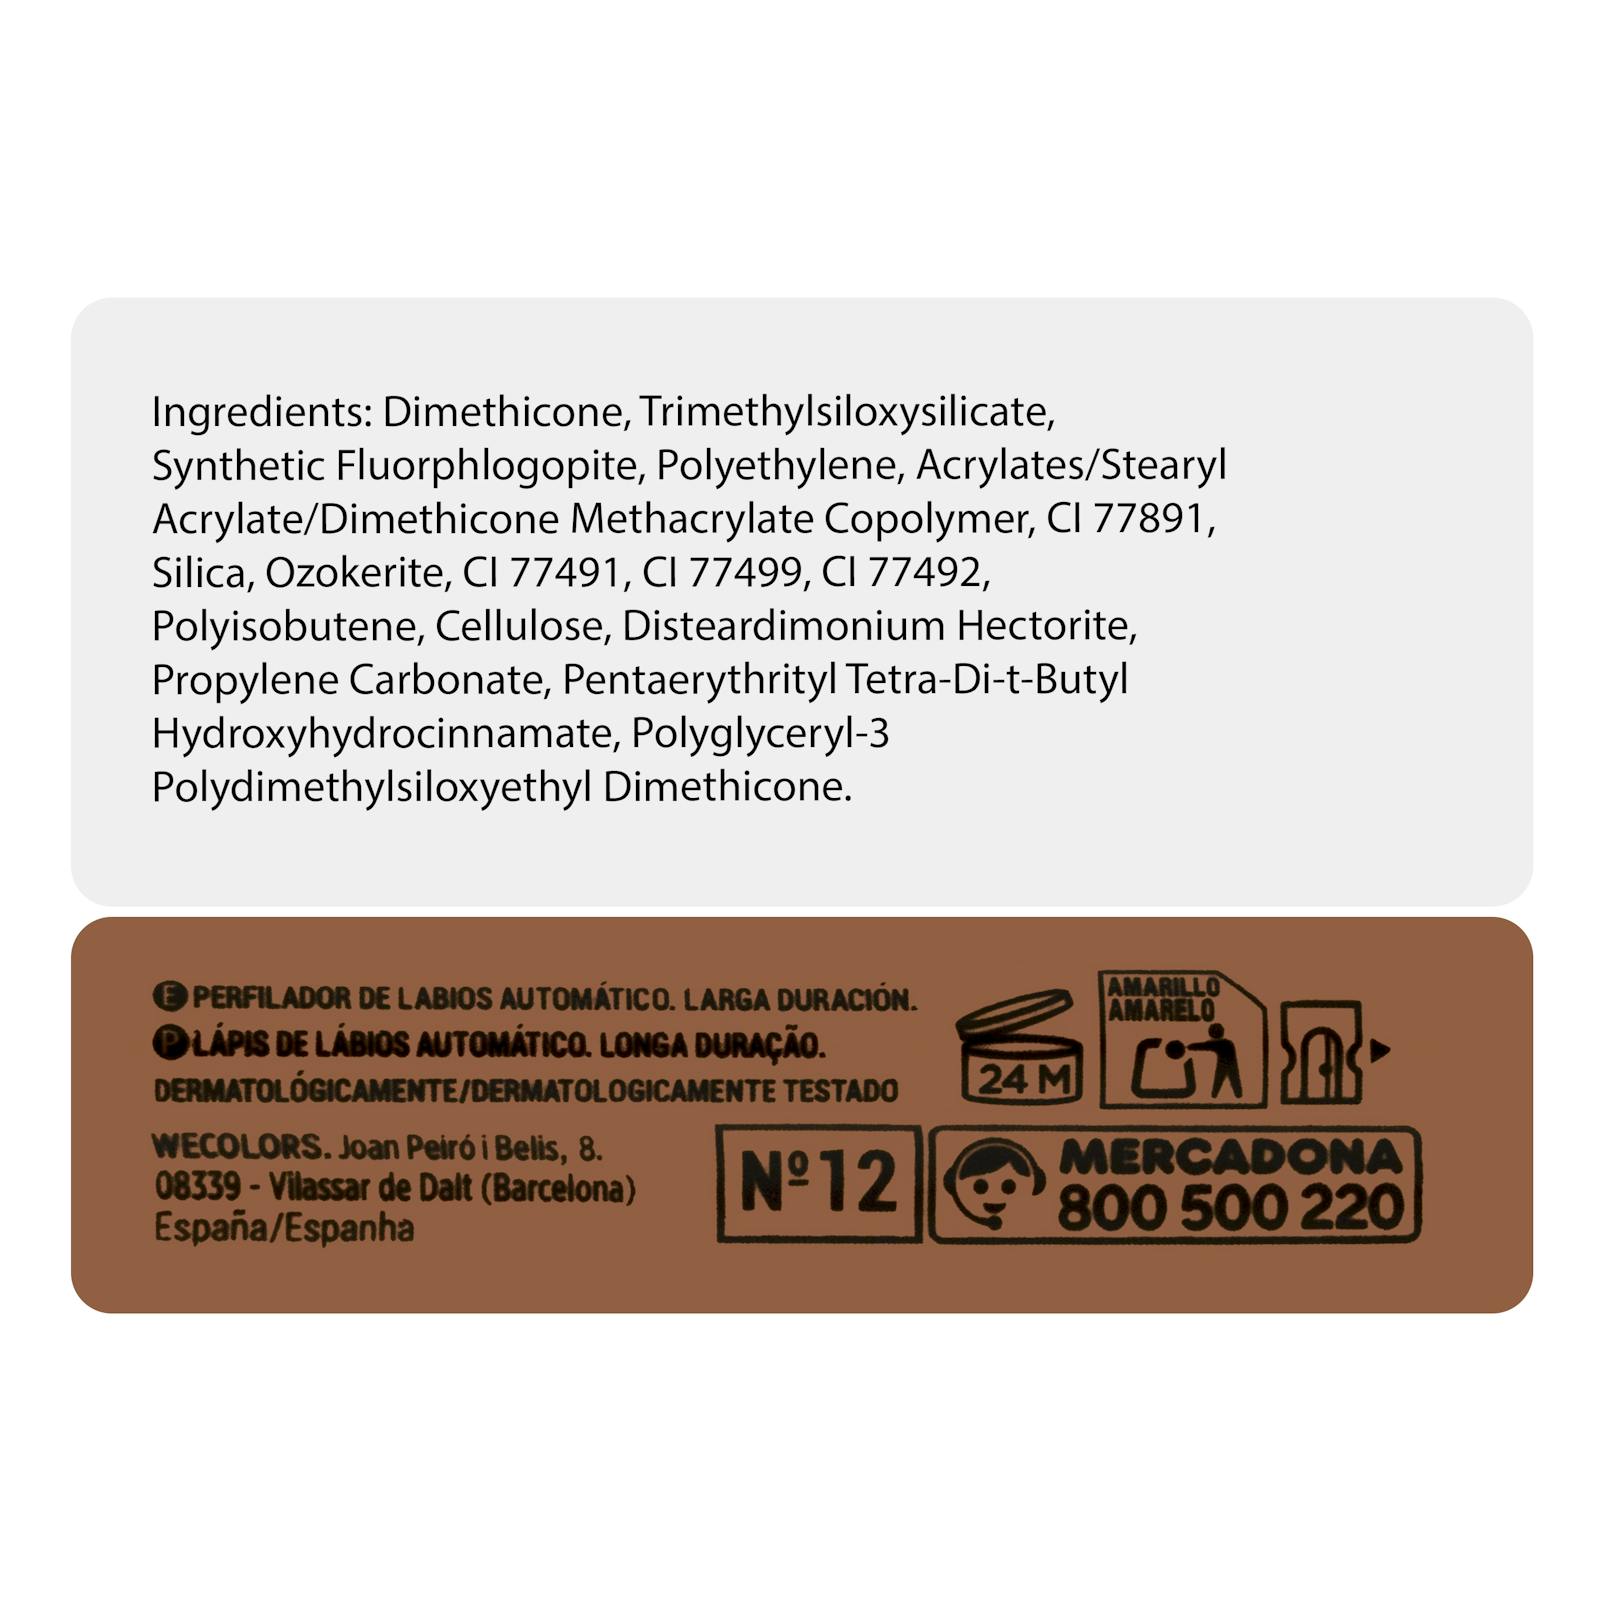 Ingredients: Dimethicone, Trimethylsiloxysilicate,
Synthetic Fluorphlogopite, Polyethylene, Acrylates/Stearyl
Acrylate/Dimethicone Methacrylate Copolymer, CI 77891,
Silica, Ozokerite, CI 77491, CI 77499, CI 77492,
Polyisobutene, Cellulose, Disteardimonium Hectorite,
Propylene Carbonate, Pentaerythrityl Tetra-Di-t-Butyl
Hydroxyhydrocinnamate, Polyglyceryl-3
Polydimethylsiloxyethyl Dimethicone.
E PERFILADOR DE LABIOS AUTOMÁTICO. LARGA DURACIÓN.
P LÁPIS DE LÁBIOS AUTOMÁTICO. LONGA DURAÇÃO.
DERMATOLÓGICAMENTE/DERMATOLOGICAMENTE TESTADO
WECOLORS. Joan Peiró i Belis, 8.
08339 - Vilassar de Dalt (Barcelona)
España/Espanha
24 M
AMARILLO
AMARELO
Nº 12
MERCADONA
800 500 220